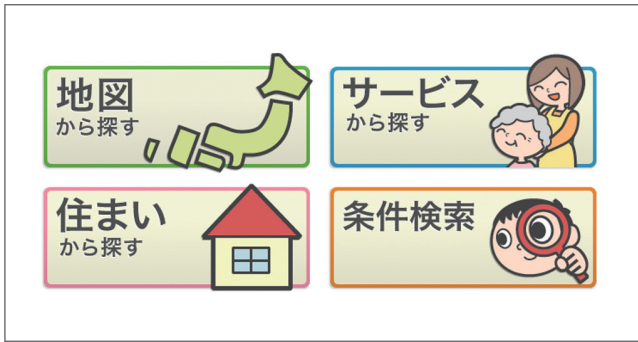 地図
から探す
サービス
から探す
住まい
から探す
条件検索